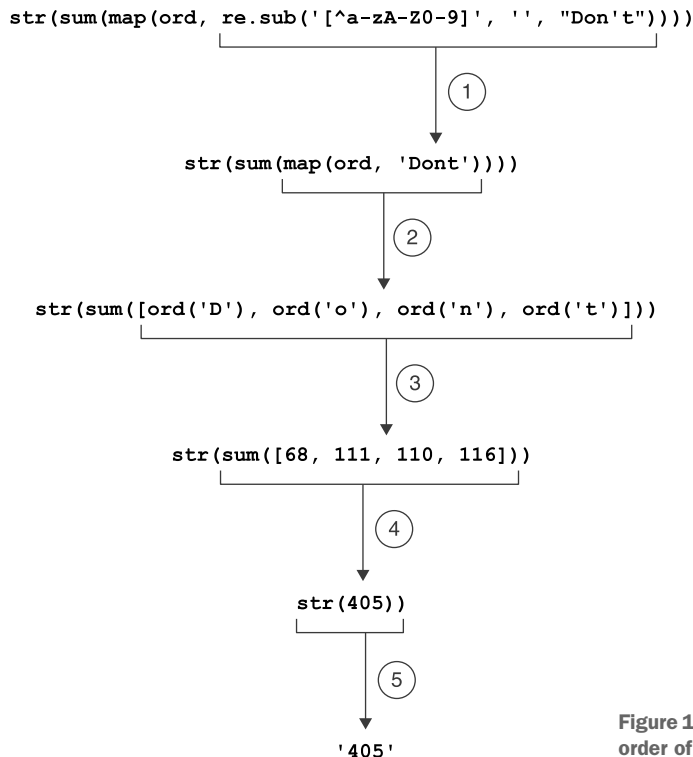 str(sum(map(ord, re.sub('[^a-zA-Z0-9]', '', "Don't"))))
1
str(sum(map(ord, 'Dont')))
2
str(sum([ord('D'), ord('o'), ord('n'), ord('t')]))
3
str(sum([68, 111, 110, 116]))
4
str(405))
5
'405'
Figure 1
order of